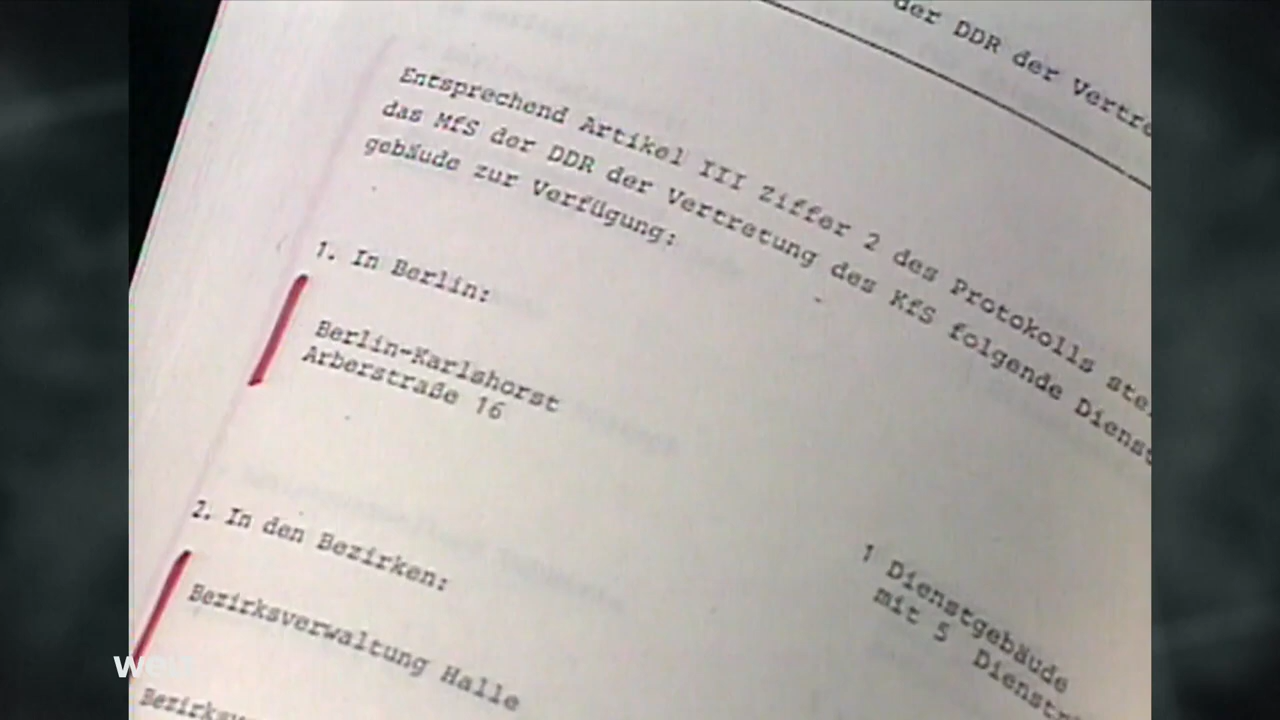 der DDR der Vertre
Entsprechend Artikel III Ziffer 2 des Protokolls ste
das MfS der DDR der Vertretung des KfS folgende Dienst
gebäude zur Verfügung:
1. In Berlin:
Berlin-Karlshorst
Arberstraße 16
2. In den Bezirken:
Bezirksverwaltung Halle
1 Dienstgebäude
mit 5 Dienstr
Bezirksv